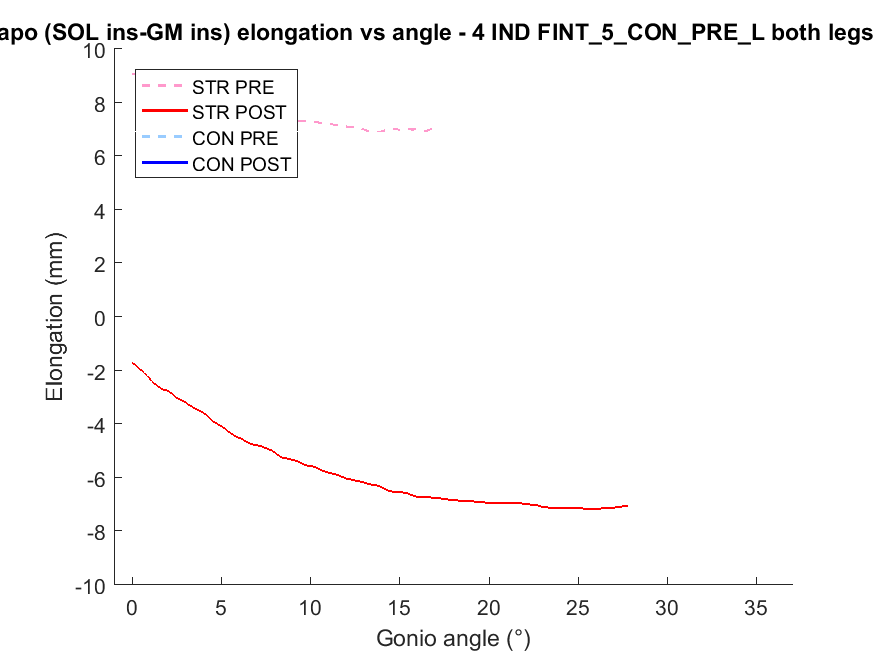 apo (SOL ins-GM ins) elongation vs angle - 4 IND FINT_5_CON_PRE_L both legs
10
8
6
4
2
0
-2
-4
-6
-8
-10
Elongation (mm)
STR PRE
STR POST
CON PRE
CON POST
0 5 10 15 20 25 30 35
Gonio angle (°)